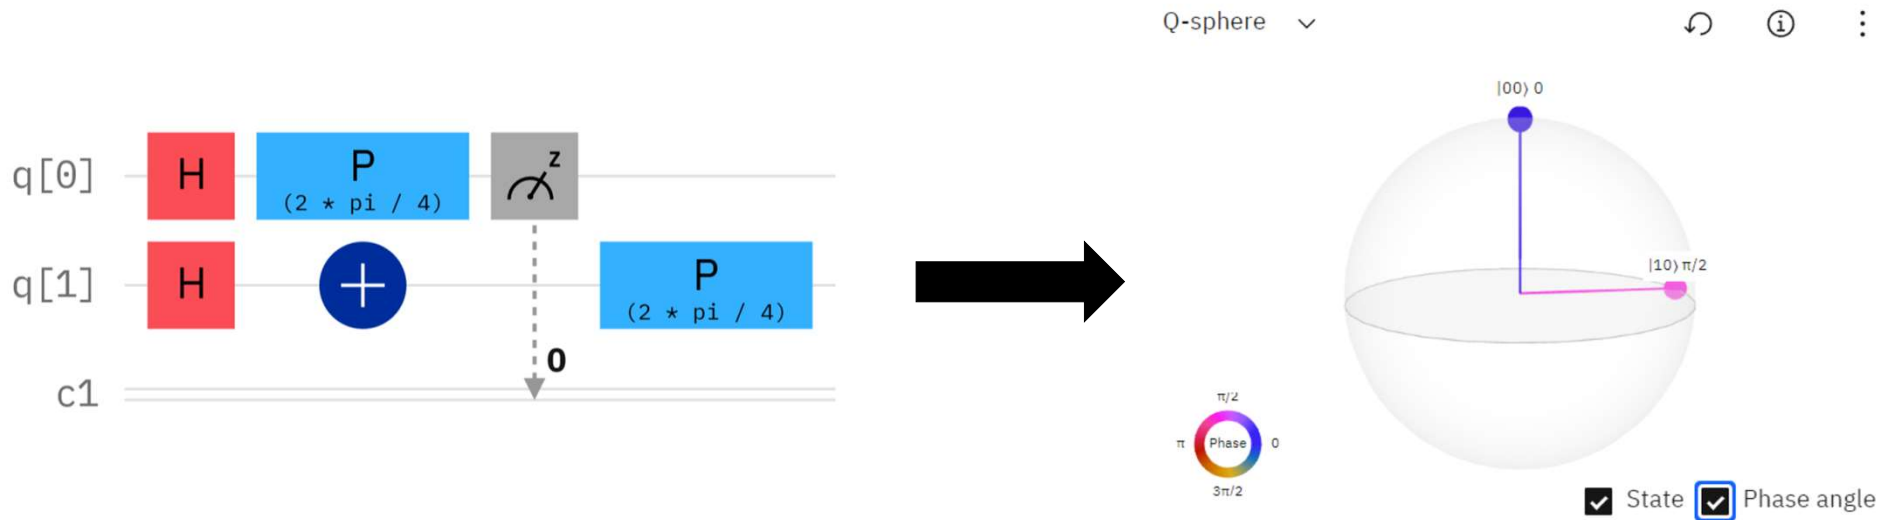 q[0]
H
P
(2 * pi / 4)
z
q[1]
H
+
P
(2 * pi / 4)
0
c1
Q-sphere
|00⟩ 0
|10⟩ π/2
π/2
π
Phase
0
3π/2
State
Phase angle